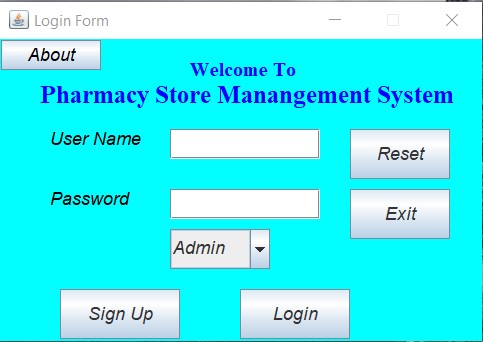 Login Form
About
Welcome To
Pharmacy Store Manangement System
User Name
Reset
Password
Exit
Admin
Sign Up
Login